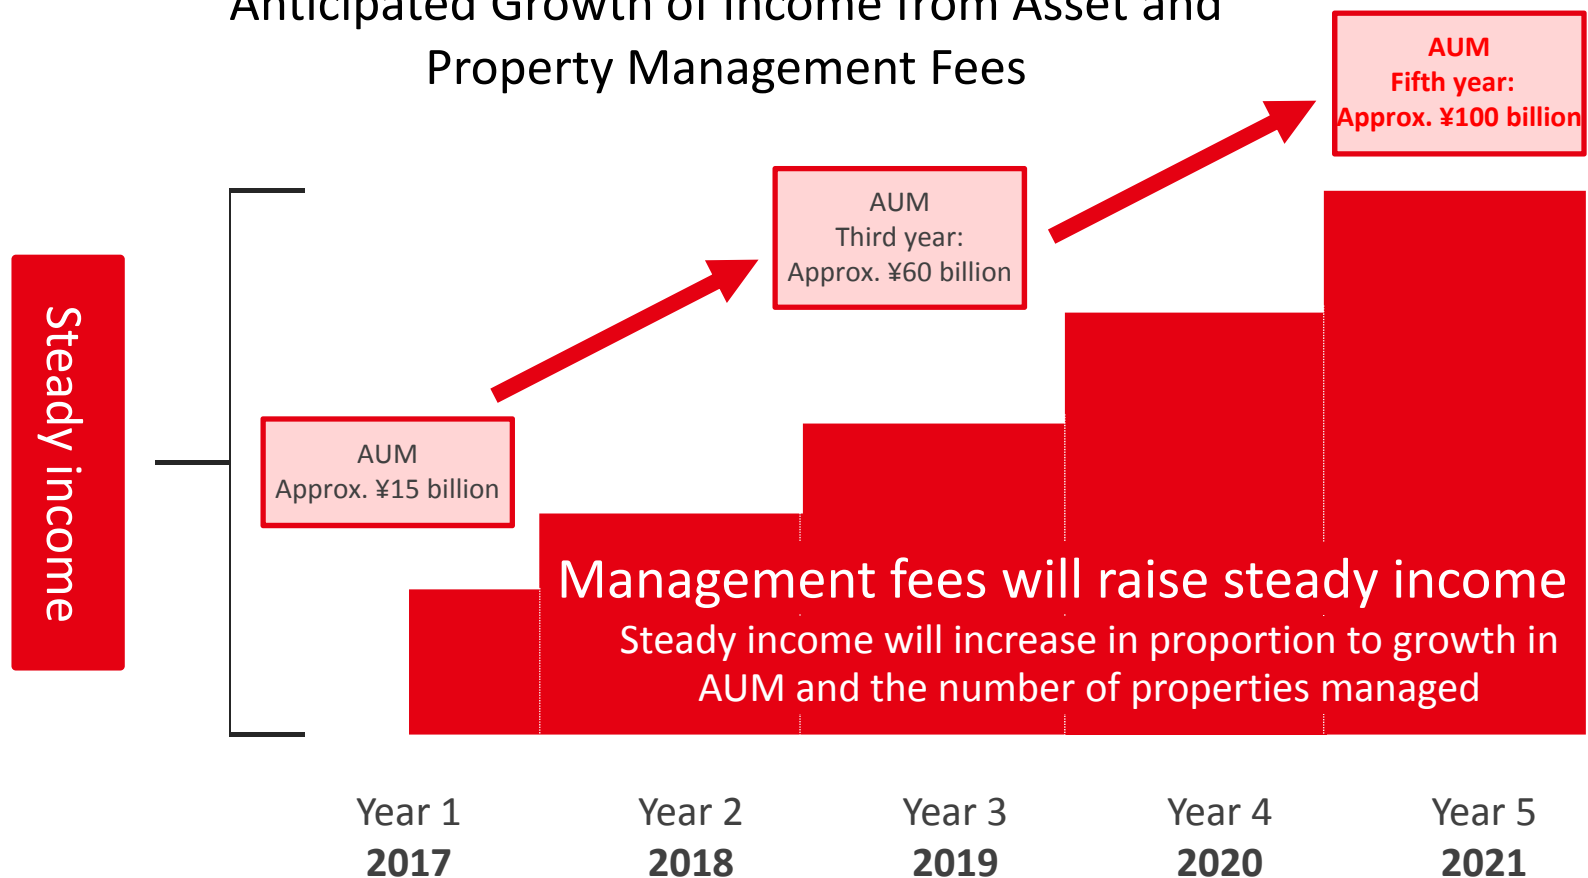 Anticipated Growth of Income from Asset and
Property Management Fees
AUM
Fifth year:
Approx. ¥100 billion
AUM
Third year:
Approx. ¥60 billion
AUM
Approx. ¥15 billion
Steady income
Management fees will raise steady income
Steady income will increase in proportion to growth in
AUM and the number of properties managed
Year 1
2017
Year 2
2018
Year 3
2019
Year 4
2020
Year 5
2021